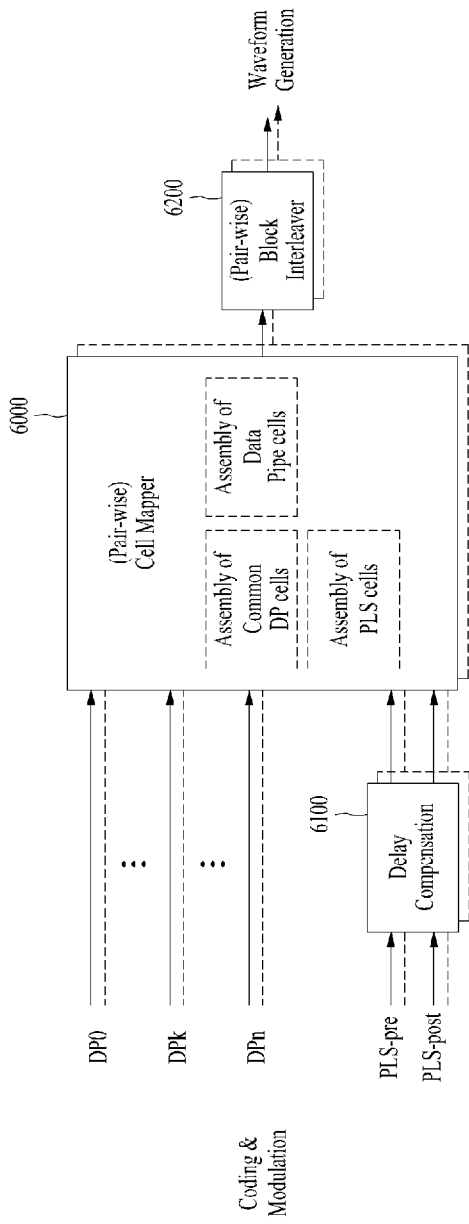 Coding &
Modulation
DP0
DPk
DPn
PLS-pre
PLS-post
6100
Delay
Compensation
6000
(Pair-wise)
Cell Mapper
Assembly of
Common
DP cells
Assembly of
Data
Pipe cells
Assembly of
PLS cells
6200
(Pair-wise)
Block
Interleaver
Waveform
Generation